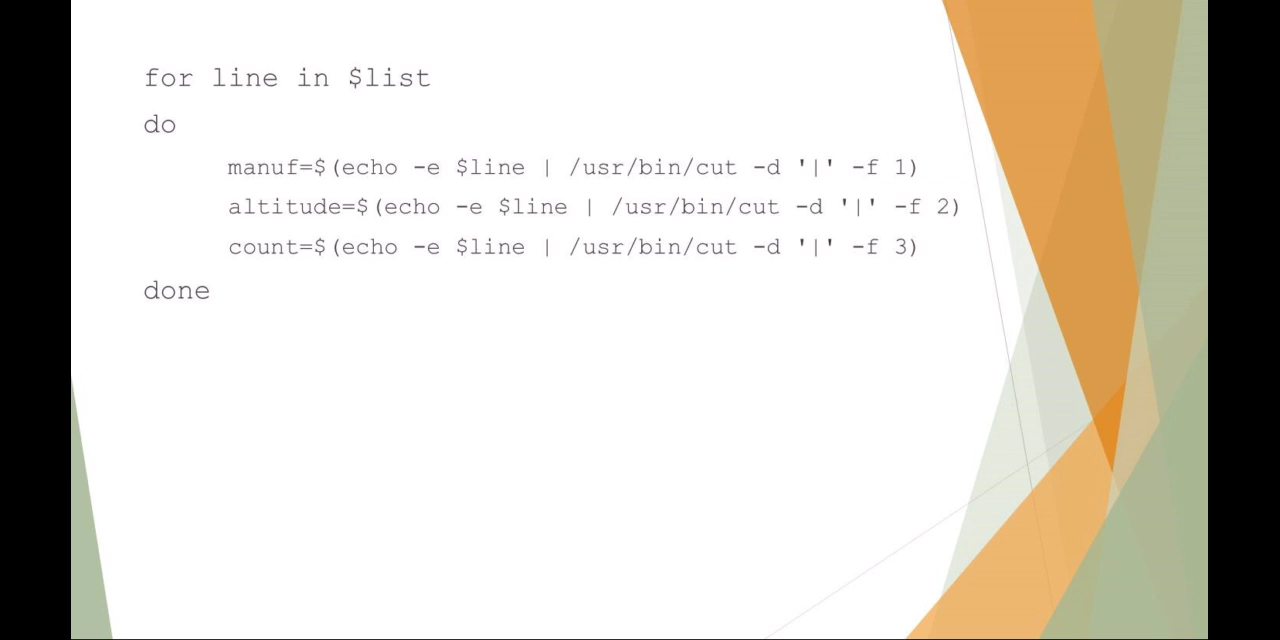 for line in $list
do
manuf=$(echo -e $line | /usr/bin/cut -d '|' -f 1)
altitude=$(echo -e $line | /usr/bin/cut -d '|' -f 2)
count=$(echo -e $line | /usr/bin/cut -d '|' -f 3)
done